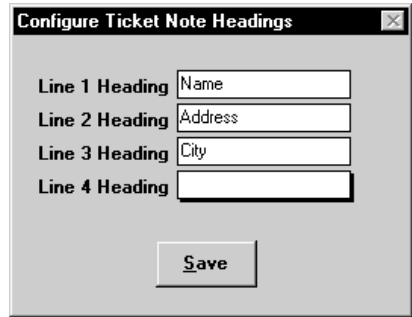 Configure Ticket Note Headings
Line 1 Heading Name
Line 2 Heading Address
Line 3 Heading City
Line 4 Heading
Save